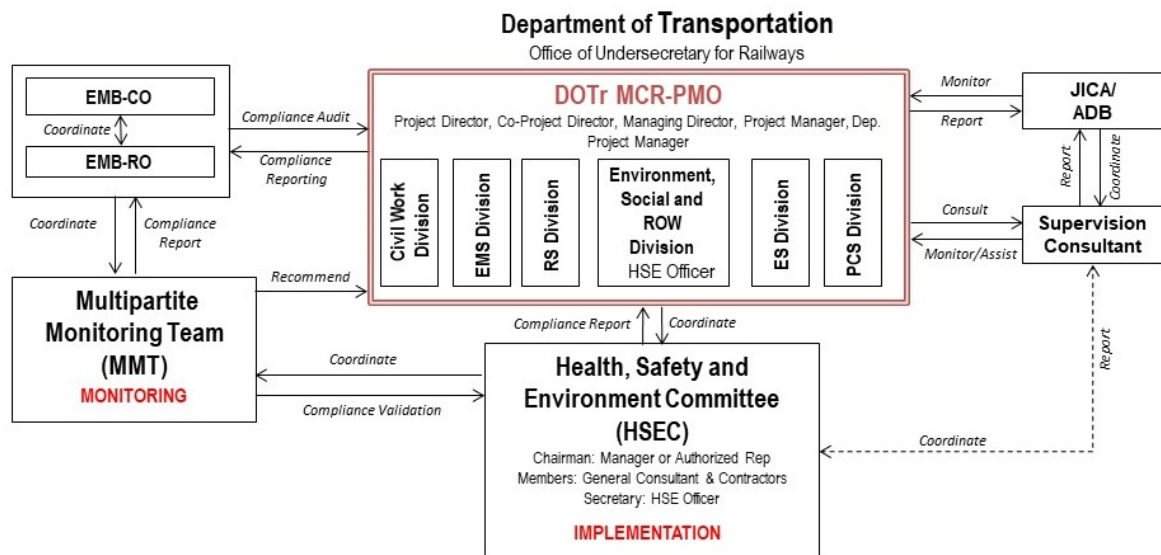 Department of Transportation
Office of Undersecretary for Railways
EMB-CO
Coordinate
EMB-RO
Compliance Audit
Compliance
Reporting
DOTr MCR-PMO
Project Director, Co-Project Director, Managing Director, Project Manager, Dep.
Project Manager
Civil Work
Division
EMS Division
RS Division
Environment,
Social and
ROW
Division
HSE Officer
ES Division
PCS Division
Monitor
Report
JICA/
ADB
Report
Coordinate
Consult
Monitor/Assist
Supervision
Consultant
Coordinate
Compliance
Report
Recommend
Multipartite
Monitoring Team
(MMT)
MONITORING
Compliance Report
Coordinate
Coordinate
Compliance Validation
Health, Safety and
Environment Committee
(HSEC)
Chairman: Manager or Authorized Rep
Members: General Consultant & Contractors
Secretary: HSE Officer
IMPLEMENTATION
Report
Coordinate